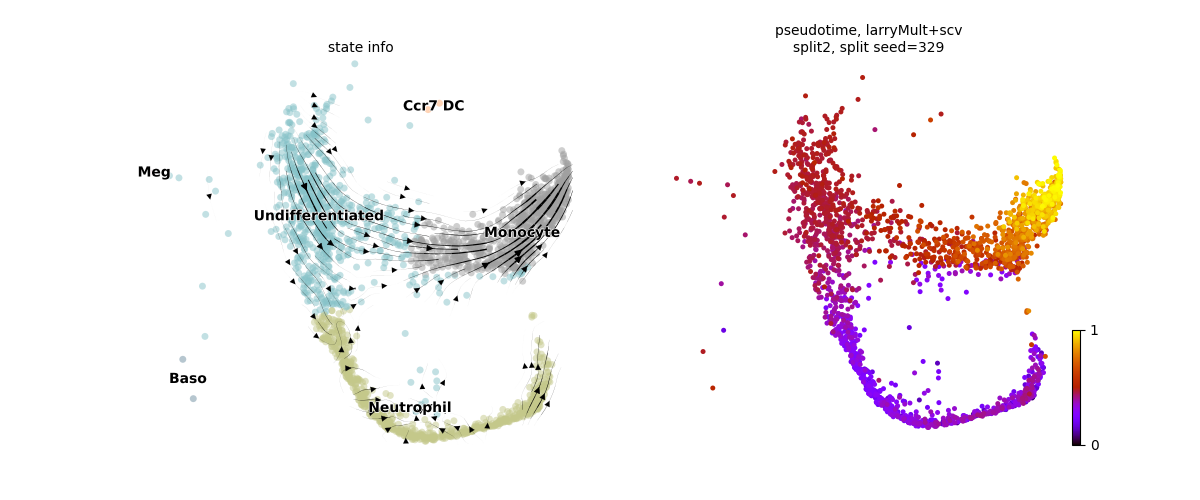 state info
pseudotime, larryMult+scv
split2, split seed=329
Ccr7 DC
Meg
Undifferentiated
Monocyte
Baso
Neutrophil
1
0